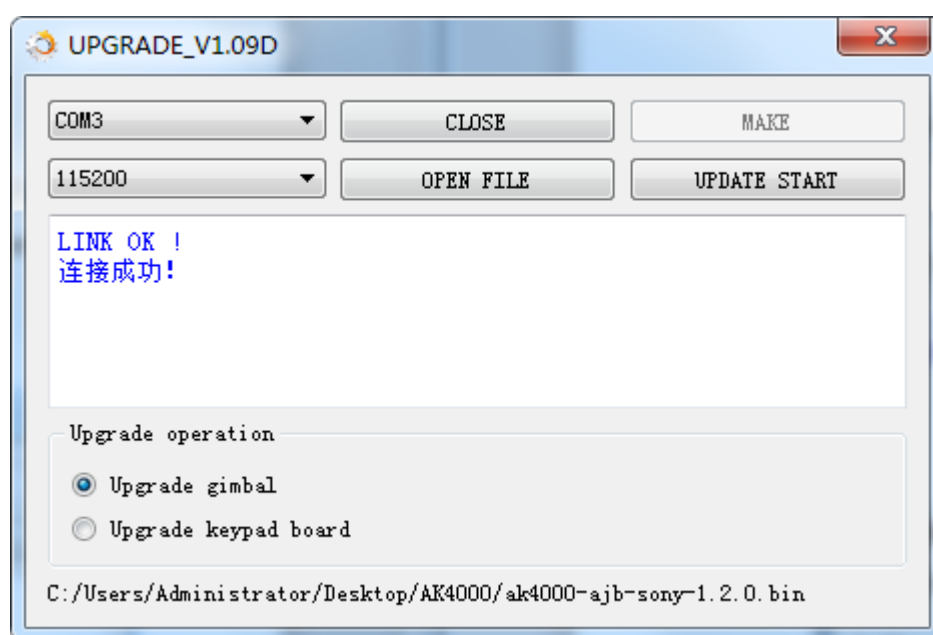 UPGRADE_V1.09D
COM3 CLOSE MAKE
115200 OPEN FILE UPDATE START
LINK OK !
连接成功!
Upgrade operation
Upgrade gimbal
Upgrade keypad board
C:/Users/Administrator/Desktop/AK4000/ak4000-ajb-sony-1.2.0.bin